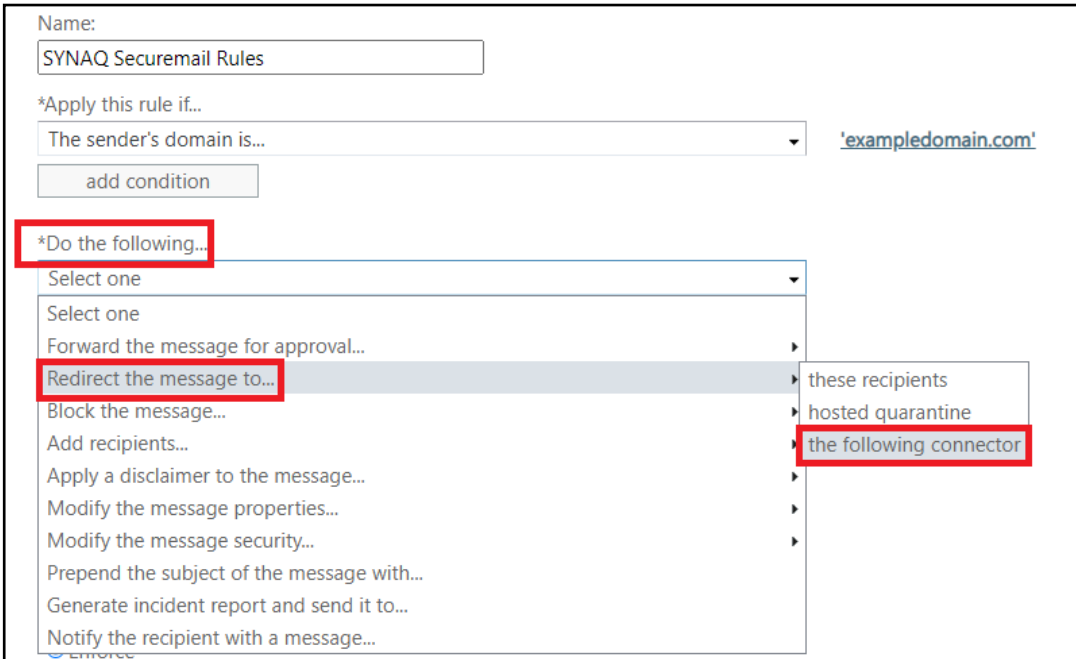 Name:
SYNAQ Securemail Rules
*Apply this rule if...
The sender's domain is...
'exampledomain.com'
add condition
*Do the following...
Select one
Select one
Forward the message for approval...
Redirect the message to...
these recipients
Block the message...
hosted quarantine
Add recipients...
the following connector
Apply a disclaimer to the message...
Modify the message properties...
Modify the message security...
Prepend the subject of the message with...
Generate incident report and send it to...
Notify the recipient with a message...
Enforce